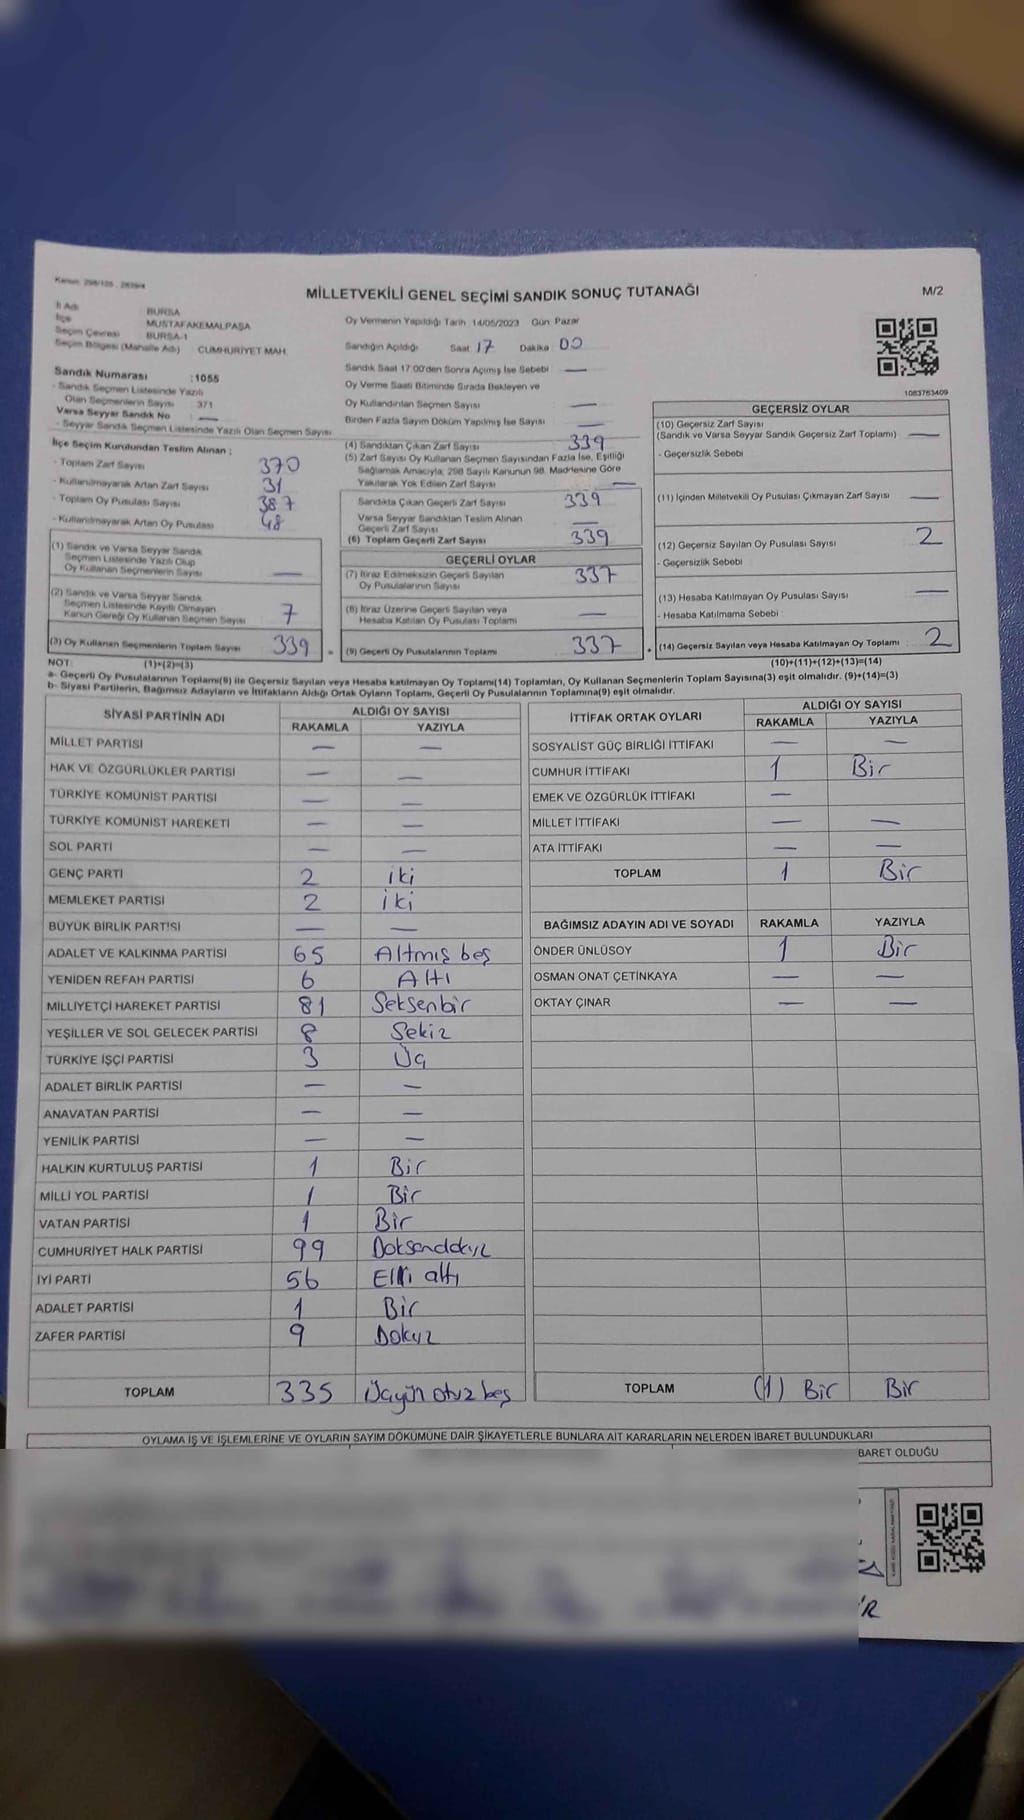 Kanun: 298/105 , 2839/4
MİLLETVEKİLİ GENEL SEÇİMİ SANDIK SONUÇ TUTANAĞI
M/2
İl Adı BURSA
İlçe MUSTAFAKEMALPAŞA
Seçim Çevresi BURSA-1
Seçim Bölgesi (Mahalle Adı) CUMHURİYET MAH.
Oy Vermenin Yapıldığı Tarih 14/05/2023 Gün Pazar
Sandığın Açıldığı Saat 17 Dakika 00
Sandık Numarası :1055
- Sandık Seçmen Listesinde Yazılı
Olan Seçmenlerin Sayısı 371
Varsa Seyyar Sandık No —
- Seyyar Sandık Seçmen Listesinde Yazılı Olan Seçmen Sayısı
Sandık Saat 17:00'den Sonra Açımış İse Sebebi —
Oy Verme Saati Bitiminde Sırada Bekleyen ve
Oy Kullandırılan Seçmen Sayısı —
Birden Fazla Sayım Döküm Yapılmış İse Sayısı —
1083763409
İlçe Seçim Kurulundan Teslim Alınan ;
- Toplam Zarf Sayısı 370
- Kullanılmayarak Artan Zarf Sayısı 31
- Toplam Oy Pusulası Sayısı 387
- Kullanılmayarak Artan Oy Pusulası 48
(1) Sandık ve Varsa Seyyar Sandık
Seçmen Listesinde Yazılı Olup
Oy Kullanan Seçmenlerin Sayısı —
(2) Sandık ve Varsa Seyyar Sandık
Seçmen Listesinde Kayıtlı Olmayan
Kanun Gereği Oy Kullanan Seçmen Sayısı 7
(3) Oy Kullanan Seçmenlerin Toplam Sayısı 339
(4) Sandıktan Çıkan Zarf Sayısı 339
(5) Zarf Sayısı Oy Kullanan Seçmen Sayısından Fazla İse, Eşitliği
Sağlamak Amacıyla; 298 Sayılı Kanunun 98. Maddesine Göre
Yakılarak Yok Edilen Zarf Sayısı —
Sandıkta Çıkan Geçerli Zarf Sayısı 339
Varsa Seyyar Sandıktan Teslim Alınan
Geçerli Zarf Sayısı —
(6) Toplam Geçerli Zarf Sayısı 339
GEÇERLİ OYLAR
(7) İtiraz Edilmeksizin Geçerli Sayılan
Oy Pusulalarının Sayısı 337
(8) İtiraz Üzerine Geçerli Sayılan veya
Hesaba Katılan Oy Pusulası Toplamı —
= (9) Geçerli Oy Pusulalarının Toplamı 337
GEÇERSİZ OYLAR
(10) Geçersiz Zarf Sayısı
(Sandık ve Varsa Seyyar Sandık Geçersiz Zarf Toplamı) —
- Geçersizlik Sebebi
(11) İçinden Milletvekili Oy Pusulası Çıkmayan Zarf Sayısı —
(12) Geçersiz Sayılan Oy Pusulası Sayısı 2
- Geçersizlik Sebebi
(13) Hesaba Katılmayan Oy Pusulası Sayısı —
- Hesaba Katılmama Sebebi
+ (14) Geçersiz Sayılan veya Hesaba Katılmayan Oy Toplamı : 2
NOT: (1)+(2)=(3) (10)+(11)+(12)+(13)=(14)
a- Geçerli Oy Pusulalarının Toplamı(9) ile Geçersiz Sayılan veya Hesaba katılmayan Oy Toplamı(14) Toplamları, Oy Kullanan Seçmenlerin Toplam Sayısına(3) eşit olmalıdır. (9)+(14)=(3)
b- Siyasi Partilerin, Bağımsız Adayların ve İttifakların Aldığı Ortak Oyların Toplamı, Geçerli Oy Pusulalarının Toplamına(9) eşit olmalıdır.
SİYASİ PARTİNİN ADI ALDIĞI OY SAYISI
RAKAMLA YAZIYLA
MİLLET PARTİSİ — —
HAK VE ÖZGÜRLÜKLER PARTİSİ — —
TÜRKİYE KOMÜNİST PARTİSİ — —
TÜRKİYE KOMÜNİST HAREKETİ — —
SOL PARTİ — —
GENÇ PARTİ 2 iki
MEMLEKET PARTİSİ 2 iki
BÜYÜK BİRLİK PARTİSİ — —
ADALET VE KALKINMA PARTİSİ 65 Altmış beş
YENİDEN REFAH PARTİSİ 6 Altı
MİLLİYETÇİ HAREKET PARTİSİ 81 Seksenbir
YEŞİLLER VE SOL GELECEK PARTİSİ 8 Sekiz
TÜRKİYE İŞÇİ PARTİSİ 3 Üç
ADALET BİRLİK PARTİSİ — —
ANAVATAN PARTİSİ — —
YENİLİK PARTİSİ — —
HALKIN KURTULUŞ PARTİSİ 1 Bir
MİLLİ YOL PARTİSİ 1 Bir
VATAN PARTİSİ 1 Bir
CUMHURİYET HALK PARTİSİ 99 Doksandokuz
İYİ PARTİ 56 Elli altı
ADALET PARTİSİ 1 Bir
ZAFER PARTİSİ 9 Dokuz
TOPLAM 335 Üçyüz otuz beş
İTTİFAK ORTAK OYLARI ALDIĞI OY SAYISI
RAKAMLA YAZIYLA
SOSYALİST GÜÇ BİRLİĞİ İTTİFAKI — —
CUMHUR İTTİFAKI 1 Bir
EMEK VE ÖZGÜRLÜK İTTİFAKI —
MİLLET İTTİFAKI — —
ATA İTTİFAKI — —
TOPLAM 1 Bir
BAĞIMSIZ ADAYIN ADI VE SOYADI RAKAMLA YAZIYLA
ÖNDER ÜNLÜSOY 1 Bir
OSMAN ONAT ÇETİNKAYA — —
OKTAY ÇINAR — —
TOPLAM (1) Bir Bir
OYLAMA İŞ VE İŞLEMLERİNE VE OYLARIN SAYIM DÖKÜMÜNE DAİR ŞİKAYETLERLE BUNLARA AİT KARARLARIN NELERDEN İBARET BULUNDUKLARI
BARET OLDUĞU